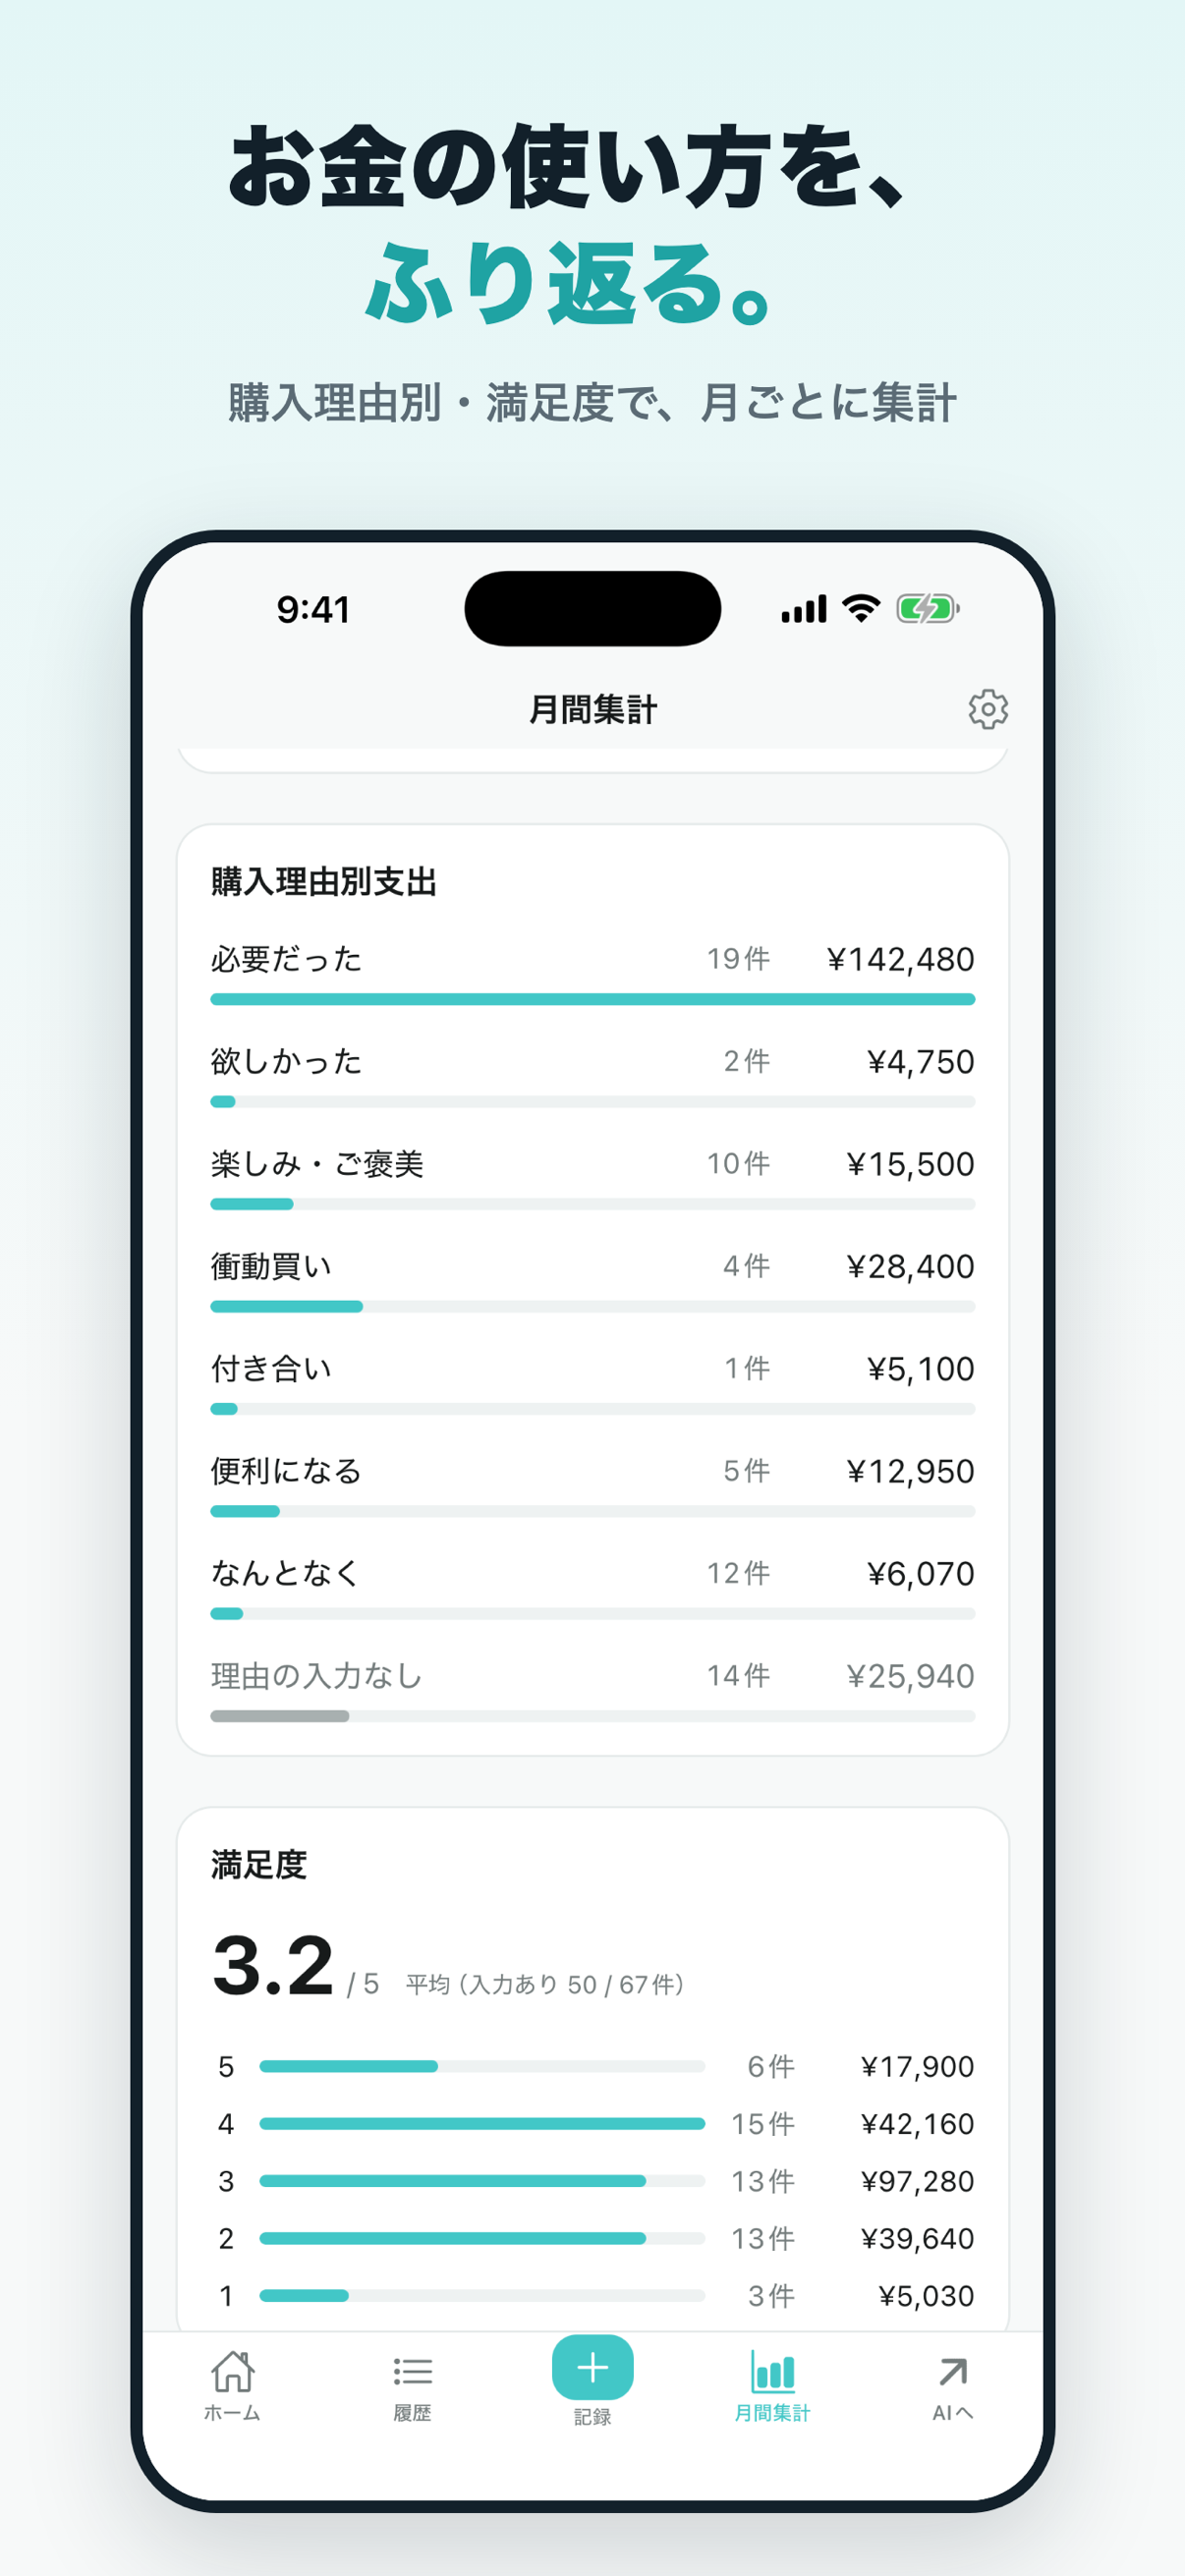 お金の使い方を、
ふり返る。
購入理由別・満足度で、月ごとに集計
9:41
月間集計
購入理由別支出
必要だった 19件 ¥142,480
欲しかった 2件 ¥4,750
楽しみ・ご褒美 10件 ¥15,500
衝動買い 4件 ¥28,400
付き合い 1件 ¥5,100
便利になる 5件 ¥12,950
なんとなく 12件 ¥6,070
理由の入力なし 14件 ¥25,940
満足度
3.2 / 5 平均（入力あり 50 / 67件）
5 6件 ¥17,900
4 15件 ¥42,160
3 13件 ¥97,280
2 13件 ¥39,640
1 3件 ¥5,030
ホーム 履歴 記録 月間集計 AIへ